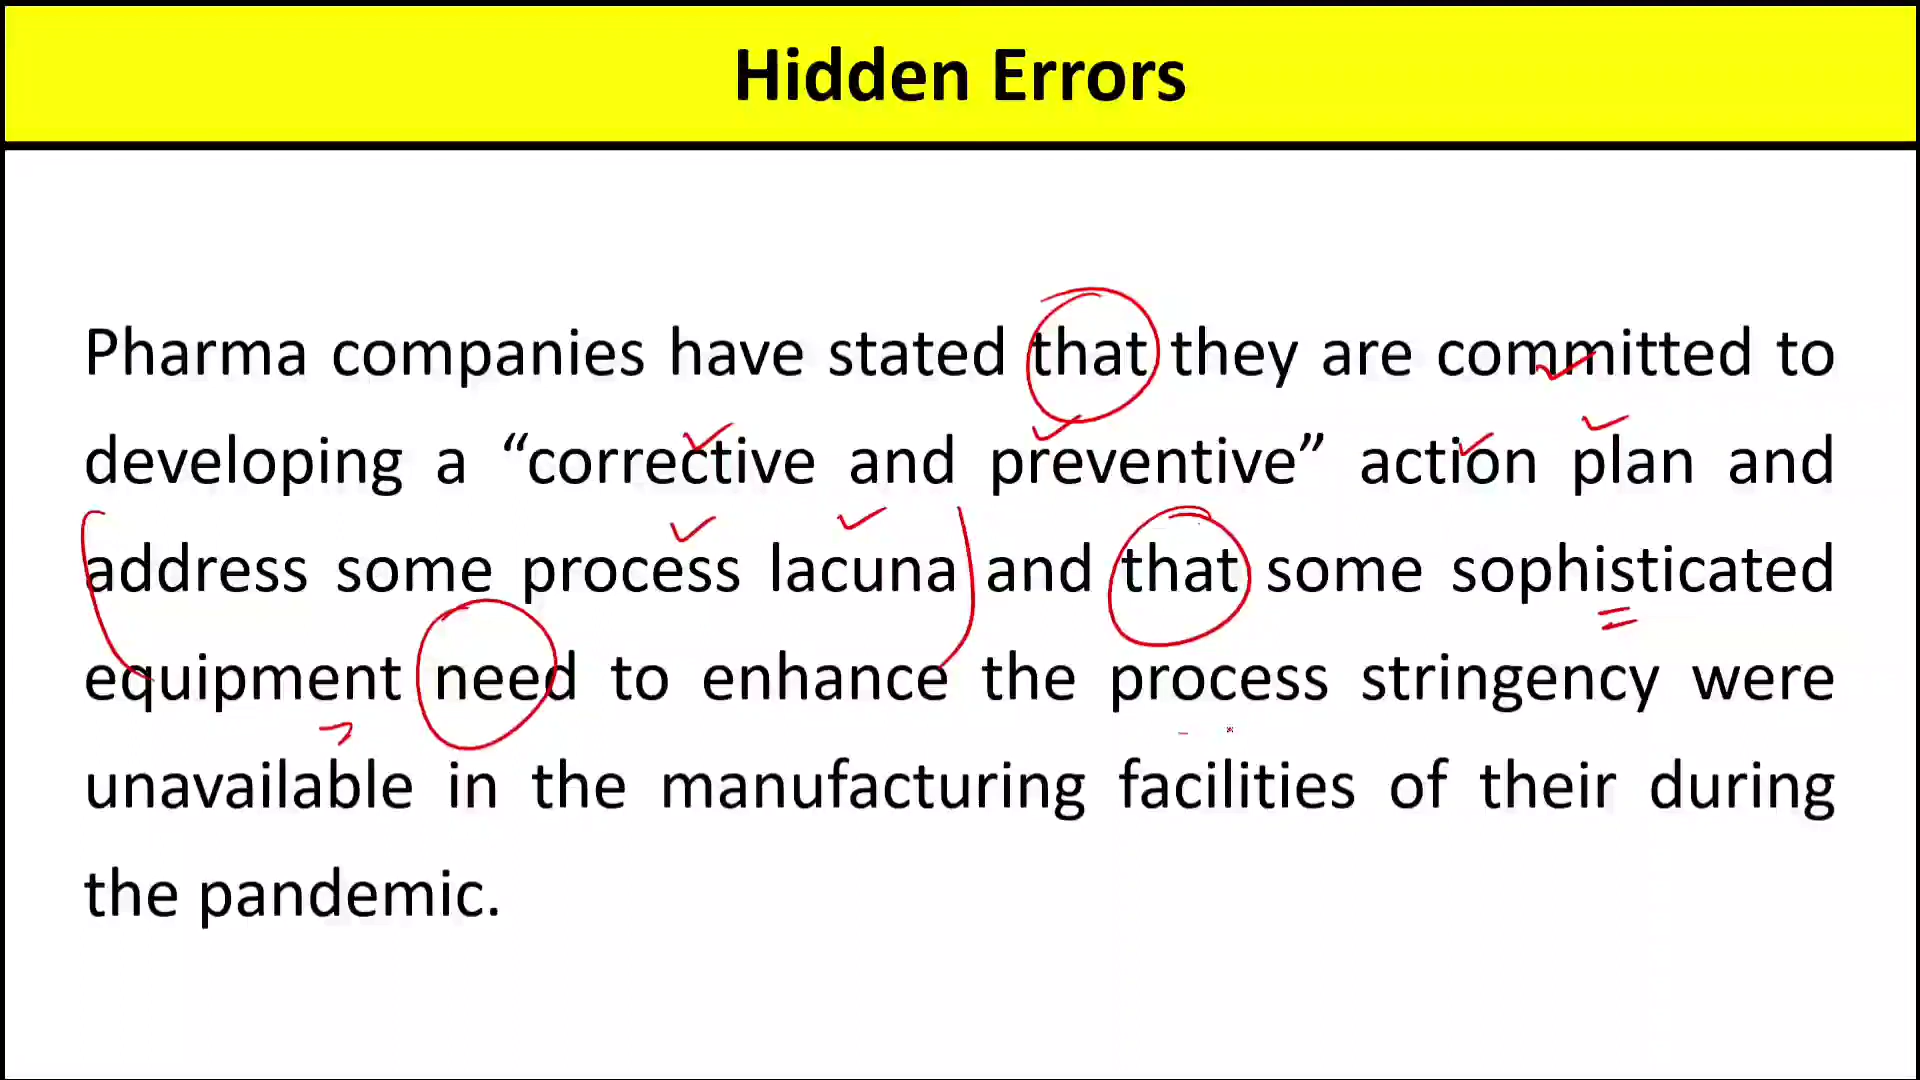 Hidden Errors
Pharma companies have stated that they are committed to
developing a “corrective and preventive” action plan and
address some process lacuna and that some sophisticated
equipment need to enhance the process stringency were
unavailable in the manufacturing facilities of their during
the pandemic.